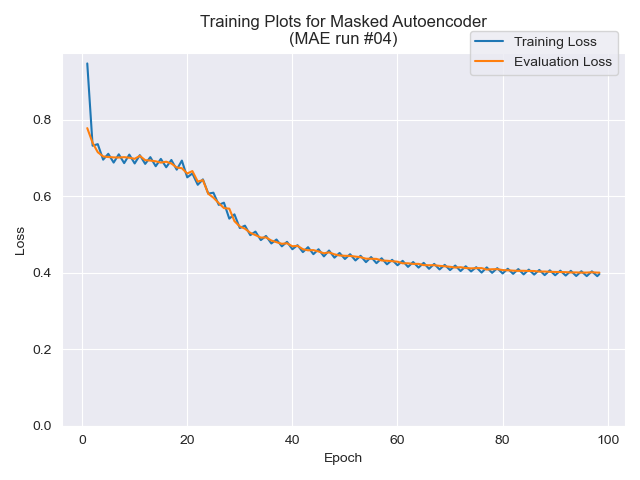 Training Plots for Masked Autoencoder
(MAE run #04)
Training Loss
Evaluation Loss
0.8
0.6
0.4
0.2
0.0
Loss
0 20 40 60 80 100
Epoch